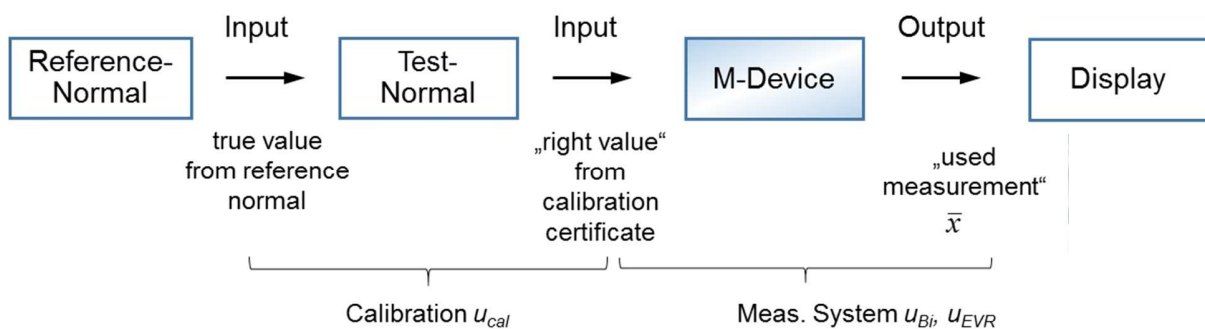 Input
Input
Output
Reference-
Normal
Test-
Normal
M-Device
Display
true value
from reference
normal
„right value“
from
calibration
certificate
„used
measurement“
x̅
Calibration u_cal
Meas. System u_Bi, u_EVR